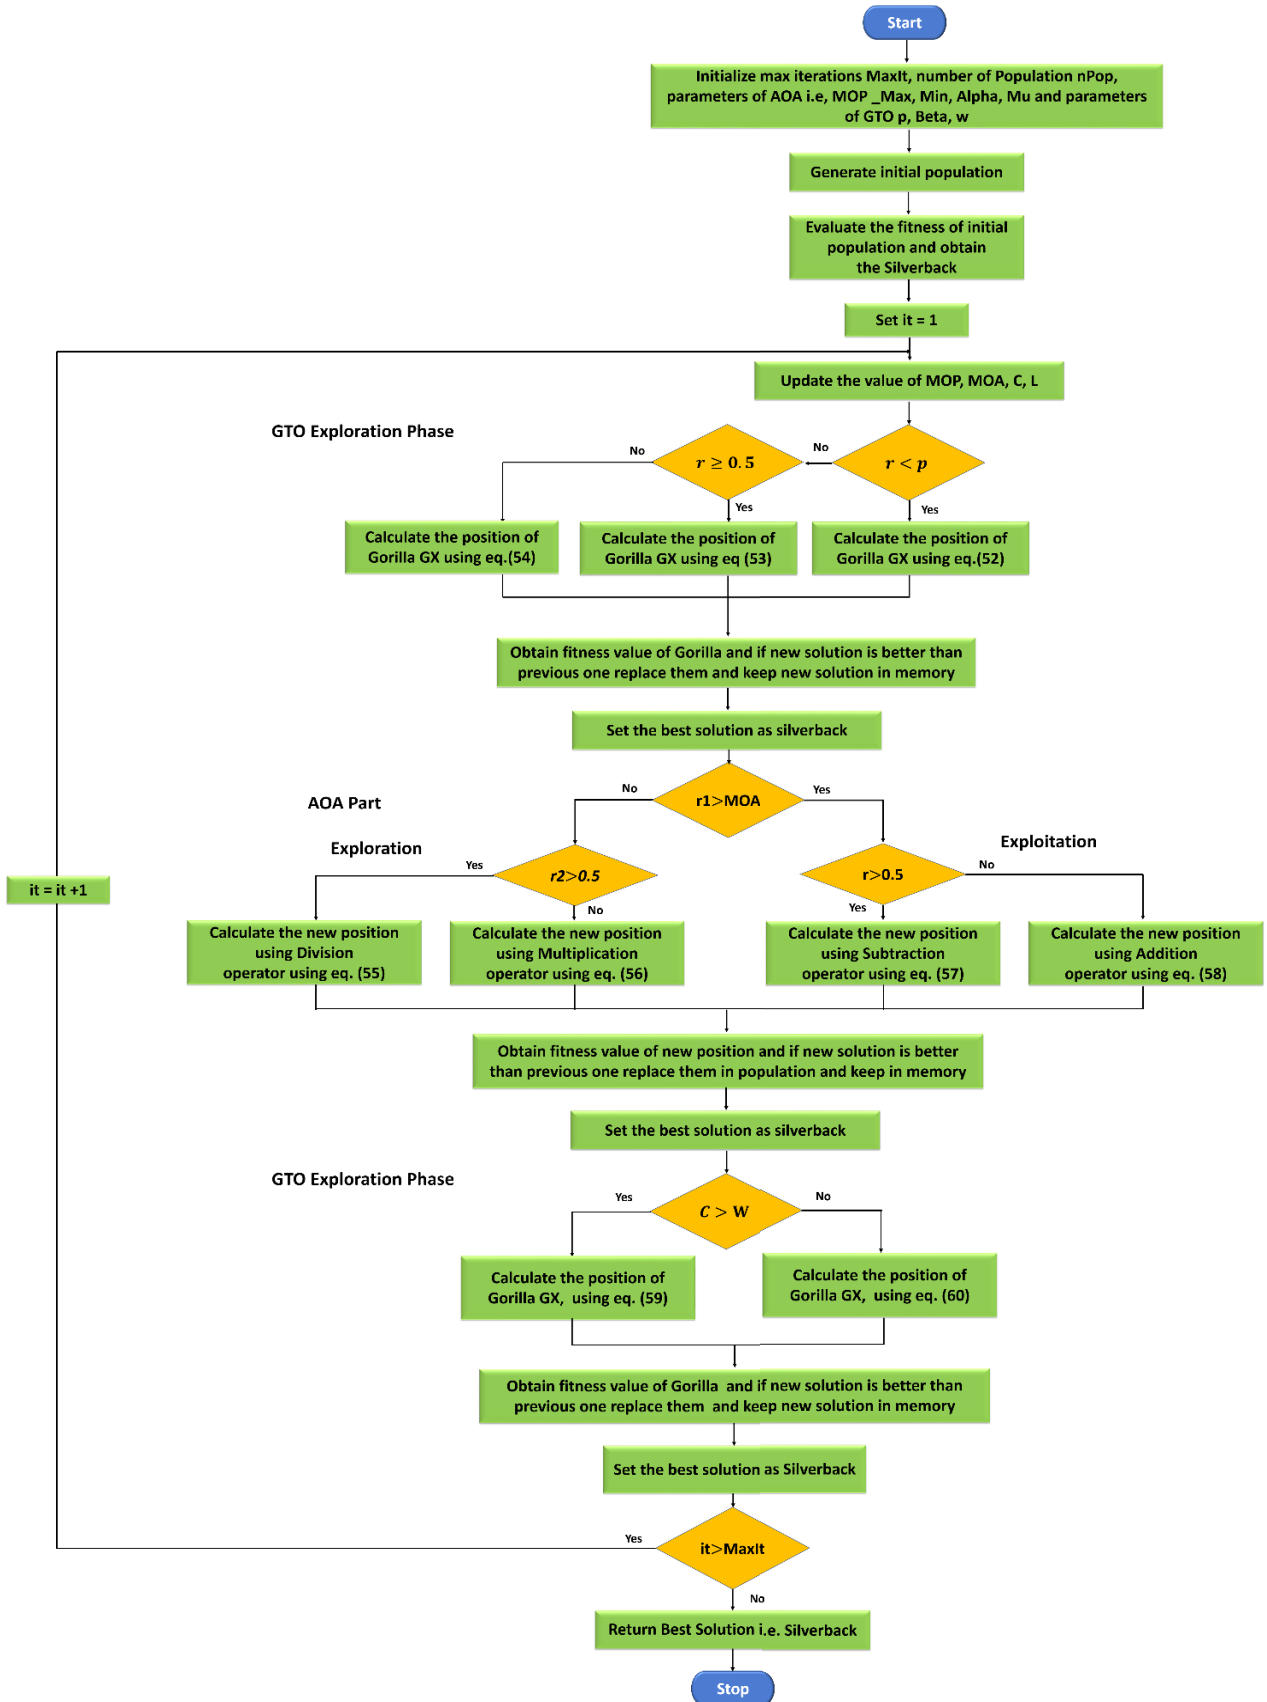 Start
Initialize max iterations MaxIt, number of Population nPop,
parameters of AOA i.e, MOP _Max, Min, Alpha, Mu and parameters
of GTO p, Beta, w
Generate initial population
Evaluate the fitness of initial
population and obtain
the Silverback
Set it = 1
Update the value of MOP, MOA, C, L
GTO Exploration Phase
No
r ≥ 0.5
No
r < p
Yes
Yes
Calculate the position of
Gorilla GX using eq.(54)
Calculate the position of
Gorilla GX using eq (53)
Calculate the position of
Gorilla GX using eq.(52)
Obtain fitness value of Gorilla and if new solution is better than
previous one replace them and keep new solution in memory
Set the best solution as silverback
No
r1>MOA
Yes
AOA Part
Exploration
Exploitation
Yes
r2>0.5
No
r>0.5
No
Yes
it = it +1
Calculate the new position
using Division
operator using eq. (55)
Calculate the new position
using Multiplication
operator using eq. (56)
Calculate the new position
using Subtraction
operator using eq. (57)
Calculate the new position
using Addition
operator using eq. (58)
Obtain fitness value of new position and if new solution is better
than previous one replace them in population and keep in memory
Set the best solution as silverback
GTO Exploration Phase
Yes
C > W
No
Calculate the position of
Gorilla GX, using eq. (59)
Calculate the position of
Gorilla GX, using eq. (60)
Obtain fitness value of Gorilla and if new solution is better than
previous one replace them and keep new solution in memory
Set the best solution as Silverback
Yes
it>MaxIt
No
Return Best Solution i.e. Silverback
Stop